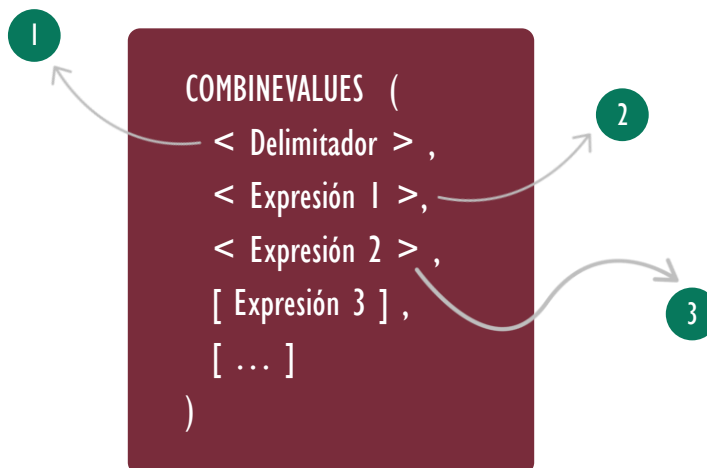 1
COMBINEVALUES (
< Delimitador > ,
2
< Expresión 1 >,
< Expresión 2 > ,
[ Expresión 3 ] ,
3
[ ... ]
)